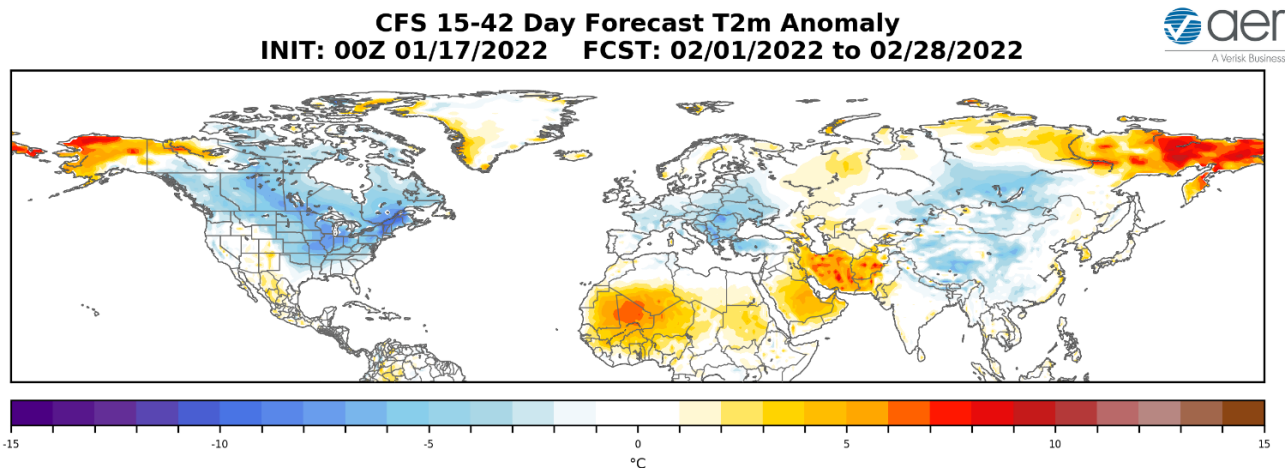 CFS 15-42 Day Forecast T2m Anomaly
INIT: 00Z 01/17/2022 FCST: 02/01/2022 to 02/28/2022
aer
A Verisk Business
-15 -10 -5 0 5 10 15
°C